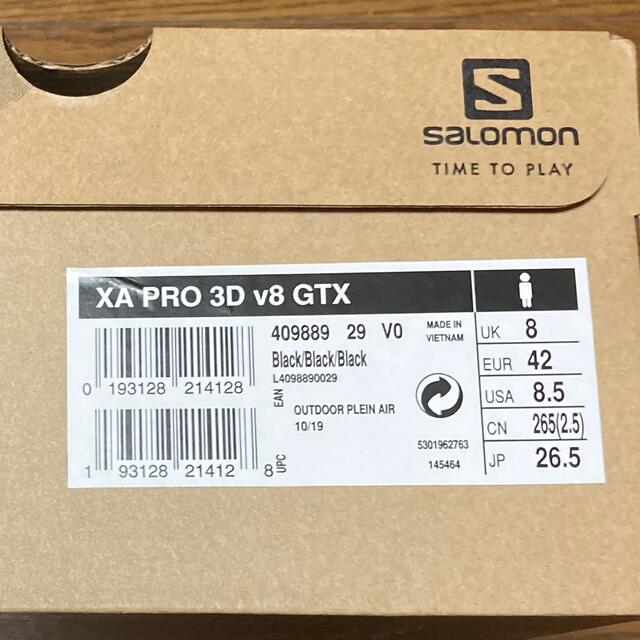 S
SALOMON
TIME TO PLAY
XA PRO 3D v8 GTX
409889 29 V0
MADE IN
VIETNAM
Black/Black/Black
L4098890029
EAN
0 193128 214128
OUTDOOR PLEIN AIR
10/19
5301962763
145464
1 93128 21412 8
UPC
UK 8
EUR 42
USA 8.5
CN 265(2.5)
JP 26.5